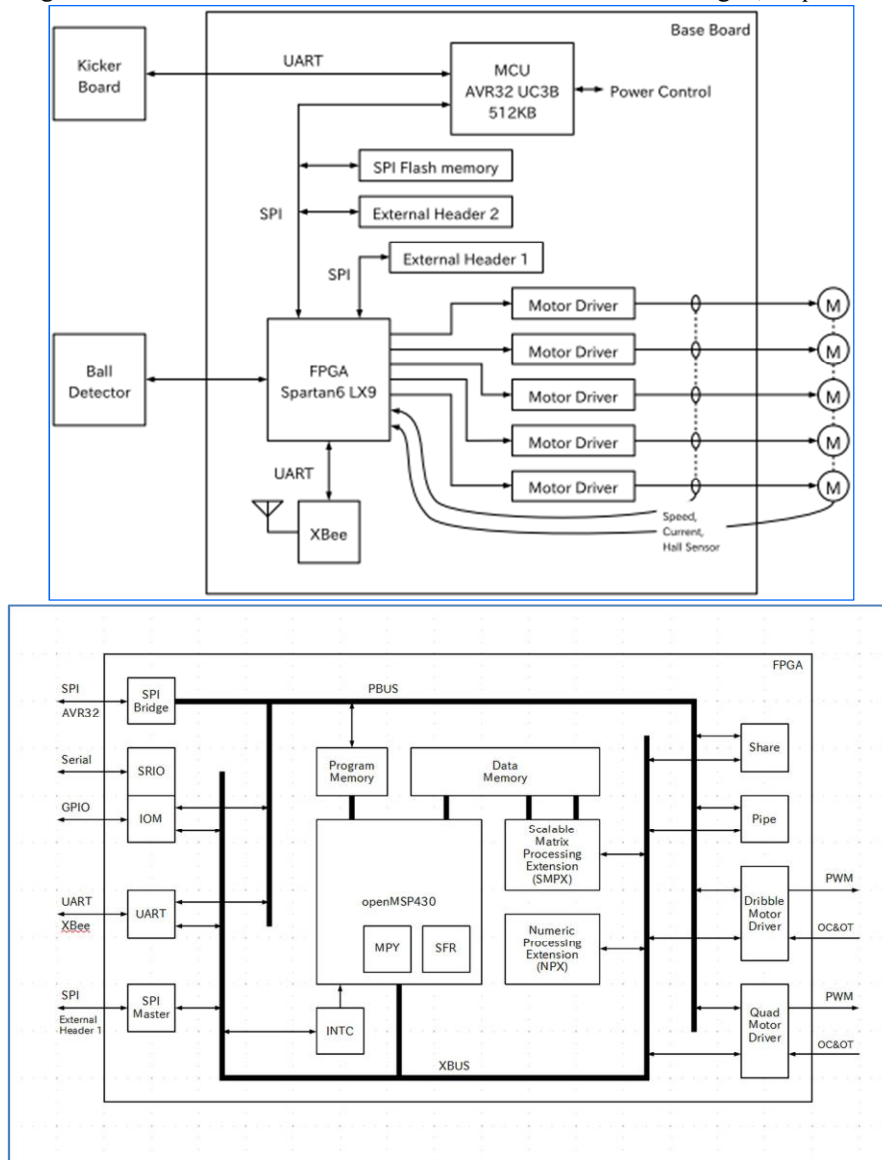 Base Board
Kicker
Board
UART
MCU
AVR32 UC3B
512KB
Power Control
SPI Flash memory
SPI
External Header 2
External Header 1
SPI
Motor Driver
M
Motor Driver
M
Ball
Detector
FPGA
Spartan6 LX9
Motor Driver
M
Motor Driver
M
UART
Motor Driver
M
XBee
Speed,
Current,
Hall Sensor
FPGA
SPI
AVR32
SPI
Bridge
PBUS
Serial
SRIO
Program
Memory
Data
Memory
Share
GPIO
IOM
Scalable
Matrix
Processing
Extension
(SMPX)
Pipe
openMSP430
UART
XBee
UART
MPY
SFR
Numeric
Processing
Extension
(NPX)
Dribble
Motor
Driver
PWM
OC&OT
SPI
External
Header 1
SPI
Master
INTC
Quad
Motor
Driver
PWM
OC&OT
XBUS